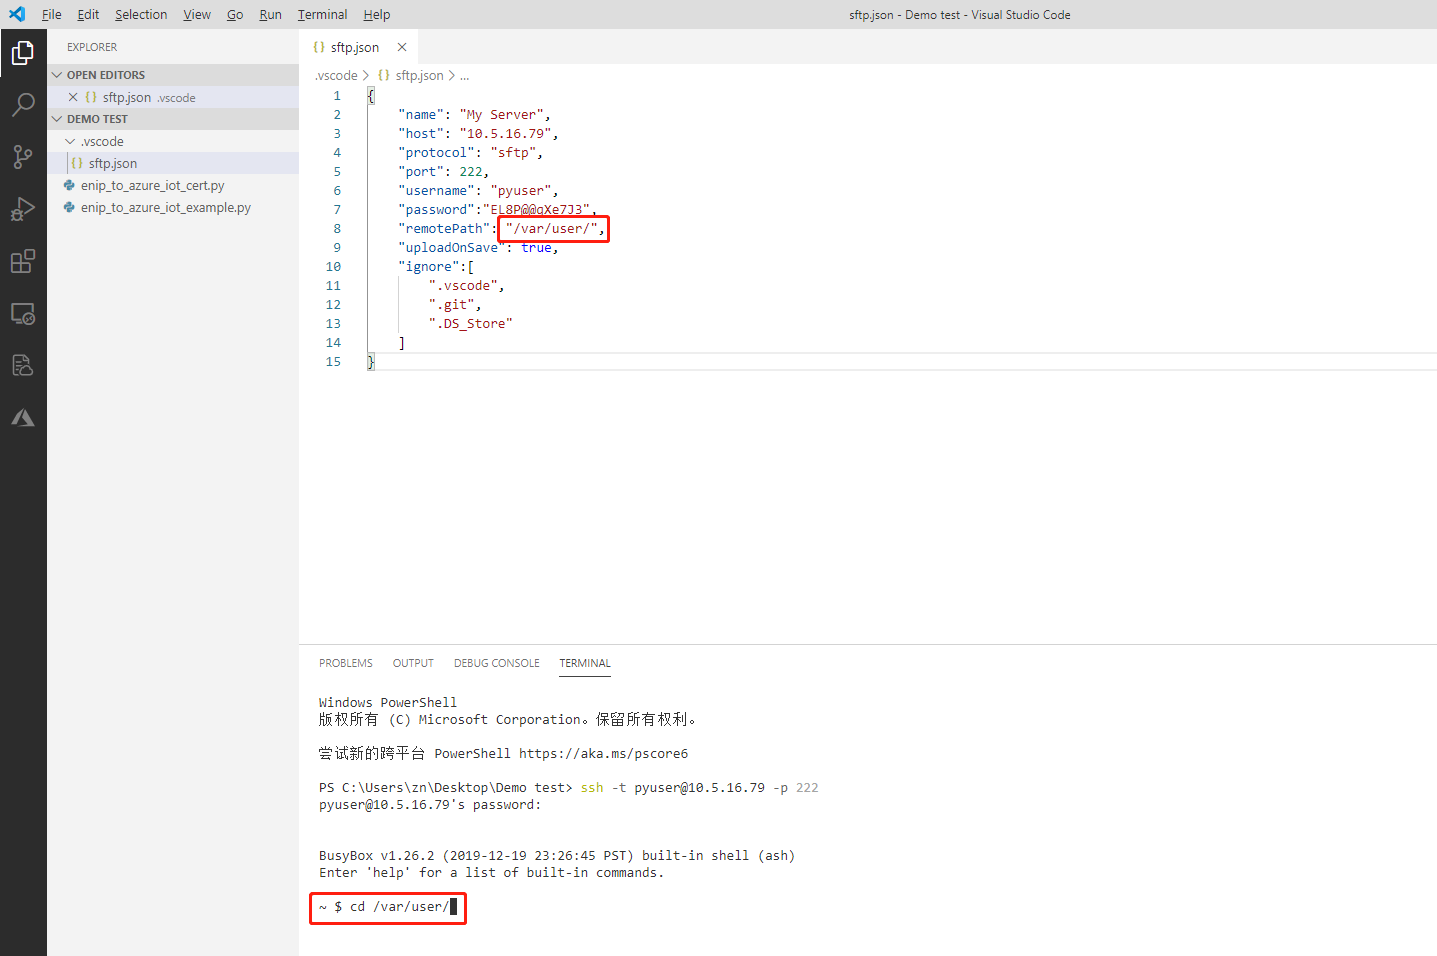 File Edit Selection View Go Run Terminal Help
sftp.json - Demo test - Visual Studio Code
EXPLORER
OPEN EDITORS
sftp.json .vscode
DEMO TEST
.vscode
sftp.json
enip_to_azure_iot_cert.py
enip_to_azure_iot_example.py
{} sftp.json
.vscode > {} sftp.json > ...
1 {
2 "name": "My Server",
3 "host": "10.5.16.79",
4 "protocol": "sftp",
5 "port": 222,
6 "username": "pyuser",
7 "password":"EL8P@@qXe7J3",
8 "remotePath": "/var/user/",
9 "uploadOnSave": true,
10 "ignore":[
11 ".vscode",
12 ".git",
13 ".DS_Store"
14 ]
15 }
PROBLEMS OUTPUT DEBUG CONSOLE TERMINAL
Windows PowerShell
版权所有 (C) Microsoft Corporation。保留所有权利。
尝试新的跨平台 PowerShell https://aka.ms/pscore6
PS C:\Users\zn\Desktop\Demo test> ssh -t pyuser@10.5.16.79 -p 222
pyuser@10.5.16.79's password:
BusyBox v1.26.2 (2019-12-19 23:26:45 PST) built-in shell (ash)
Enter 'help' for a list of built-in commands.
~ $ cd /var/user/